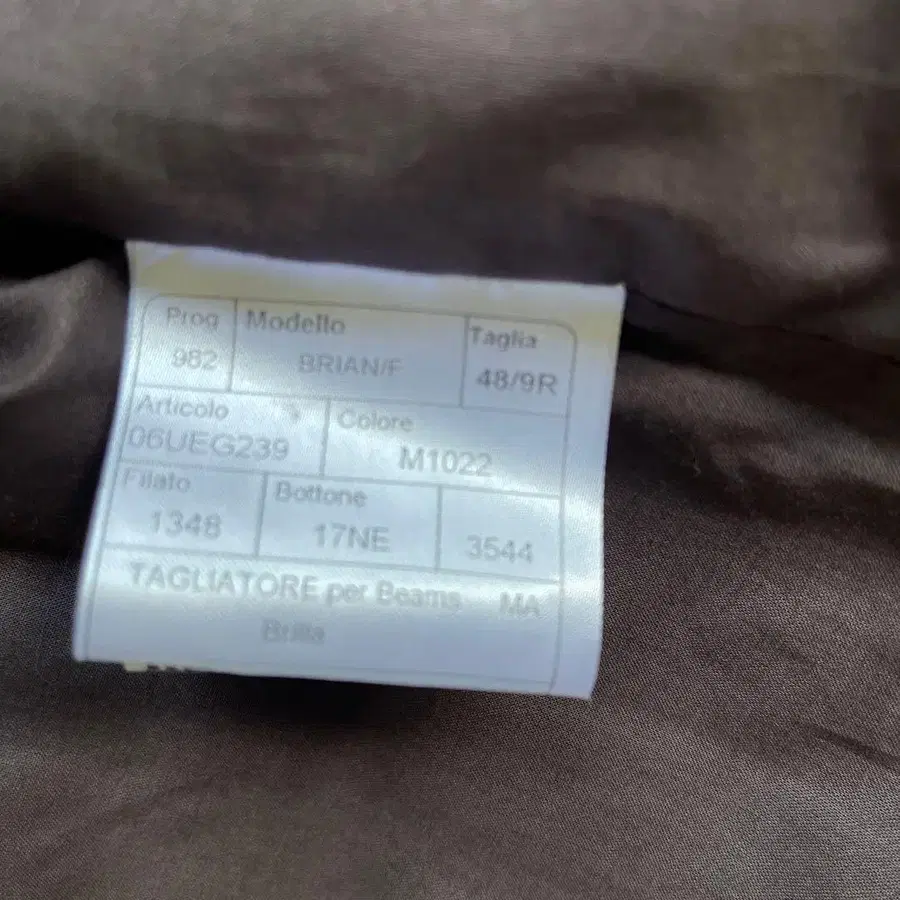 Prog Modello Taglia
982 BRIAN/F 48/9R
Articolo Colore
06UEG239 M1022
Filato Bottone
1348 17NE 3544
TAGLIATORE per Beams MA
Brilla